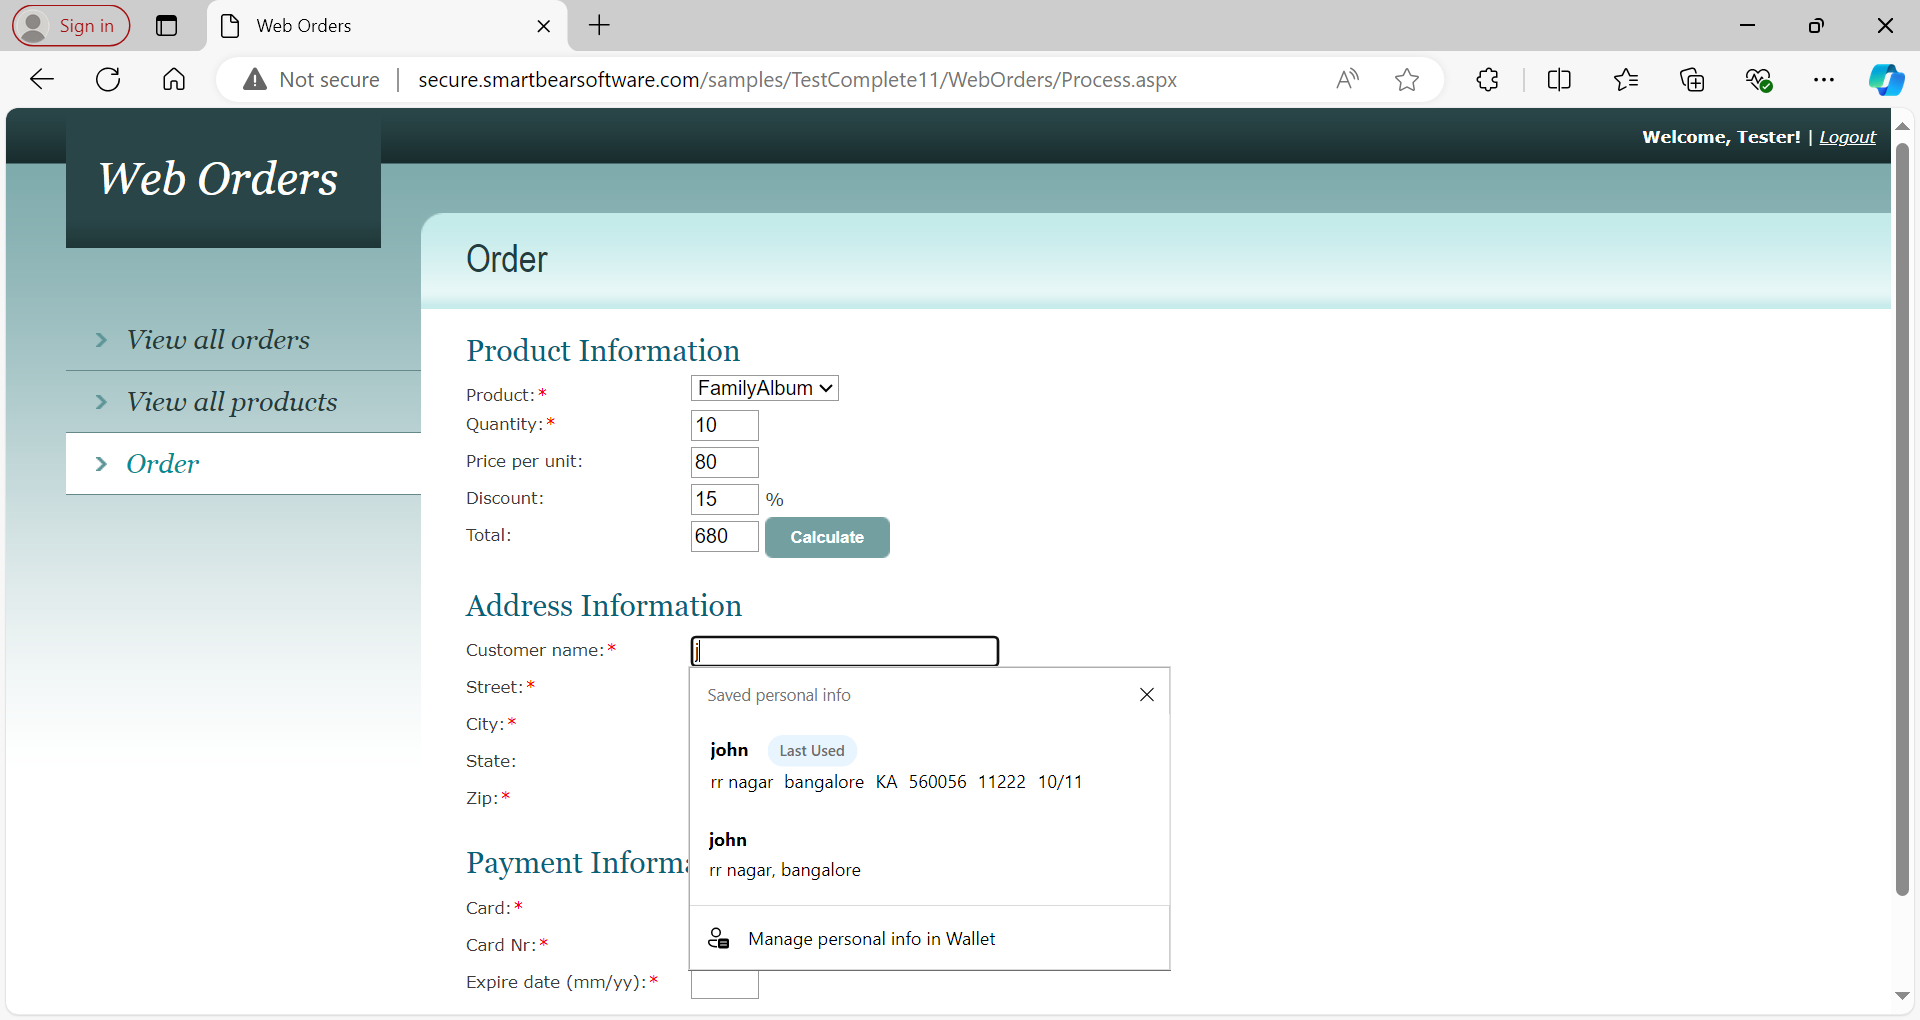 Sign in
Web Orders
Not secure
secure.smartbearsoftware.com/samples/TestComplete11/WebOrders/Process.aspx
Welcome, Tester! | Logout
Web Orders
Order
View all orders
View all products
Order
Product Information
Product:* FamilyAlbum
Quantity:* 10
Price per unit: 80
Discount: 15 %
Total: 680 Calculate
Address Information
Customer name:* j
Street:*
City:*
State:
Zip:*
Saved personal info
john Last Used
rr nagar bangalore KA 560056 11222 10/11
john
rr nagar, bangalore
Manage personal info in Wallet
Payment Informa
Card:*
Card Nr:*
Expire date (mm/yy):*